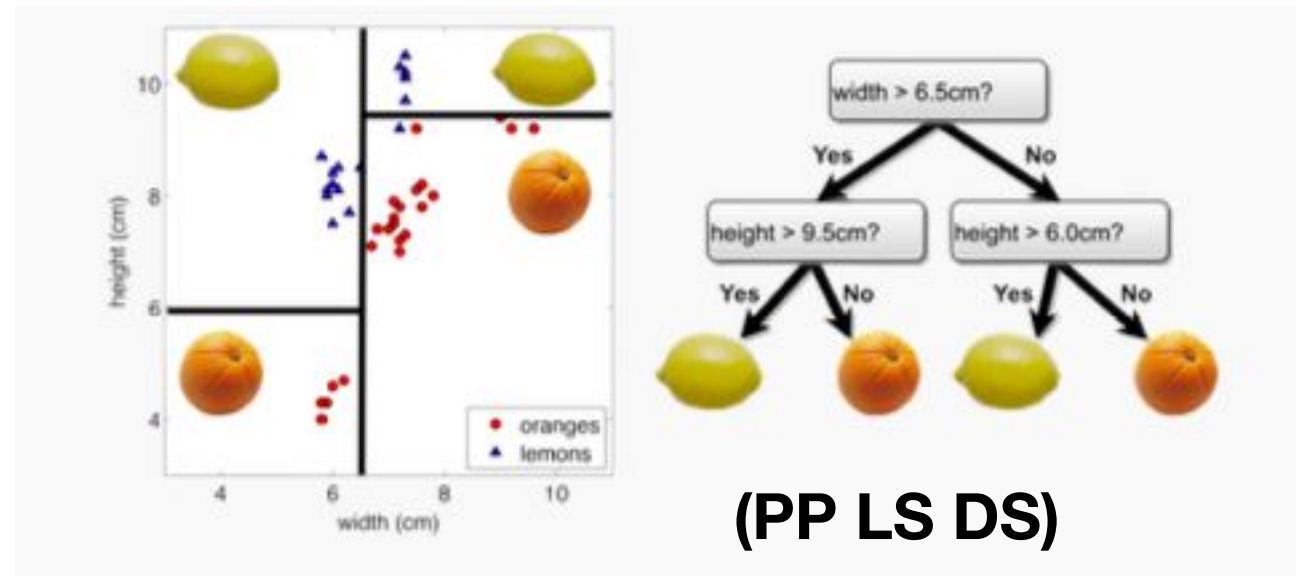 10
8
6
4
height (cm)
4 6 8 10
width (cm)
oranges
lemons
width > 6.5cm?
Yes No
height > 9.5cm? height > 6.0cm?
Yes No Yes No
(PP LS DS)